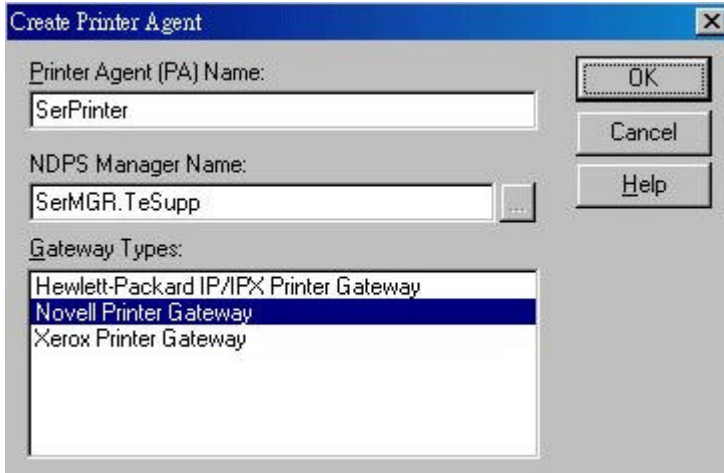 Create Printer Agent
Printer Agent (PA) Name:
SerPrinter
OK
Cancel
NDPS Manager Name:
SerMGR.TeSupp
...
Help
Gateway Types:
Hewlett-Packard IP/IPX Printer Gateway
Novell Printer Gateway
Xerox Printer Gateway